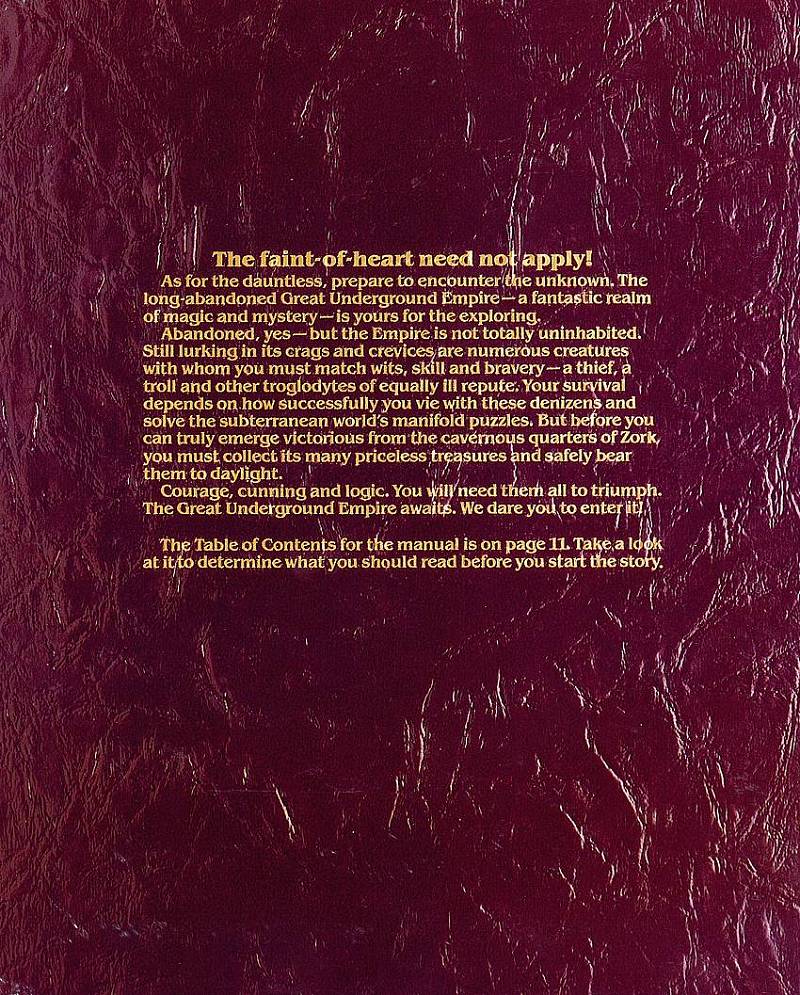 The faint-of-heart need not apply!
As for the dauntless, prepare to encounter the unknown. The
long-abandoned Great Underground Empire—a fantastic realm
of magic and mystery—is yours for the exploring.
Abandoned, yes—but the Empire is not totally uninhabited.
Still lurking in its crags and crevices are numerous creatures
with whom you must match wits, skill and bravery—a thief, a
troll and other troglodytes of equally ill repute. Your survival
depends on how successfully you vie with these denizens and
solve the subterranean world's manifold puzzles. But before you
can truly emerge victorious from the cavernous quarters of Zork,
you must collect its many priceless treasures and safely bear
them to daylight.
Courage, cunning and logic. You will need them all to triumph.
The Great Underground Empire awaits. We dare you to enter it!
The Table of Contents for the manual is on page 11. Take a look
at it to determine what you should read before you start the story.